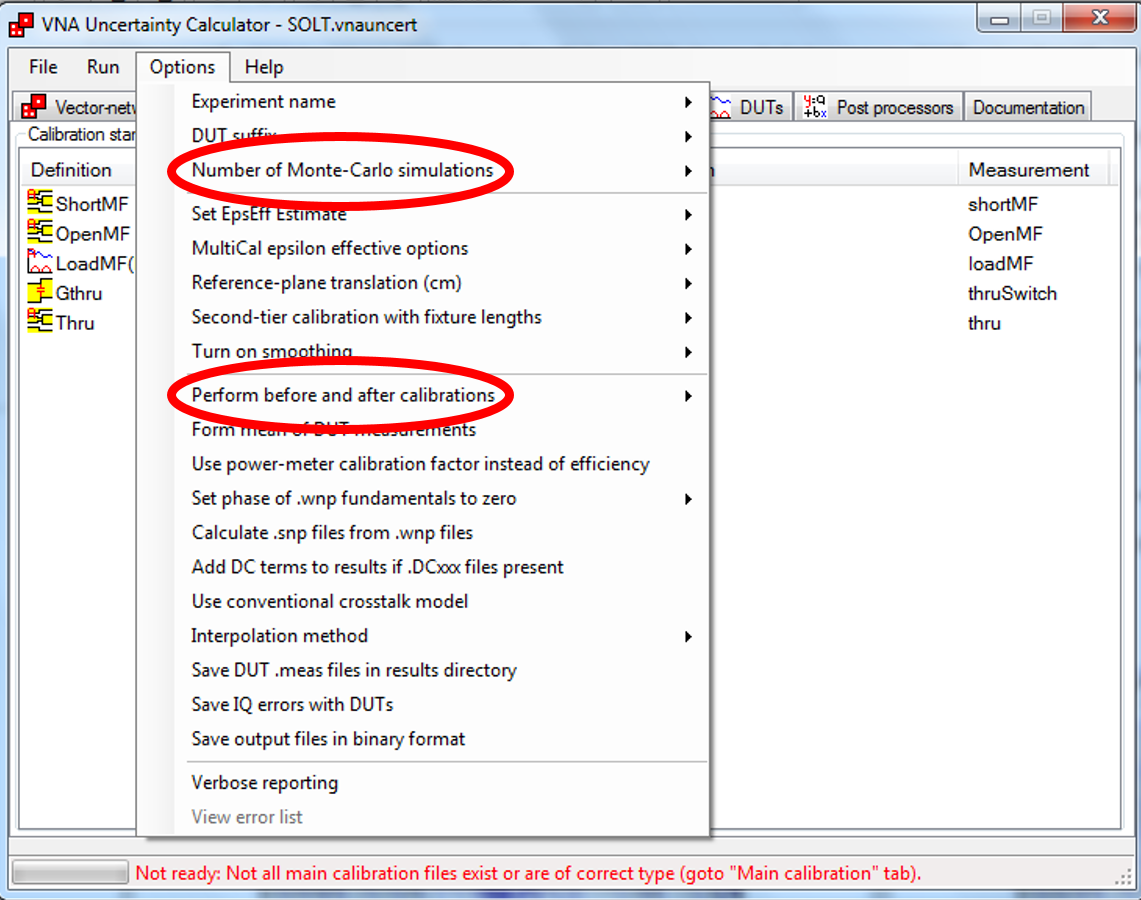 VNA Uncertainty Calculator - SOLT.vnauncert
File Run Options Help
Vector-netw DUTs Post processors Documentation
Calibration stan
Definition Measurement
ShortMF shortMF
OpenMF OpenMF
LoadMF( loadMF
Gthru thruSwitch
Thru thru
Experiment name
DUT suffix
Number of Monte-Carlo simulations
Set EpsEff Estimate
MultiCal epsilon effective options
Reference-plane translation (cm)
Second-tier calibration with fixture lengths
Turn on smoothing
Perform before and after calibrations
Form mean of DUT measurements
Use power-meter calibration factor instead of efficiency
Set phase of .wnp fundamentals to zero
Calculate .snp files from .wnp files
Add DC terms to results if .DCxxx files present
Use conventional crosstalk model
Interpolation method
Save DUT .meas files in results directory
Save IQ errors with DUTs
Save output files in binary format
Verbose reporting
View error list
Not ready: Not all main calibration files exist or are of correct type (goto "Main calibration" tab).